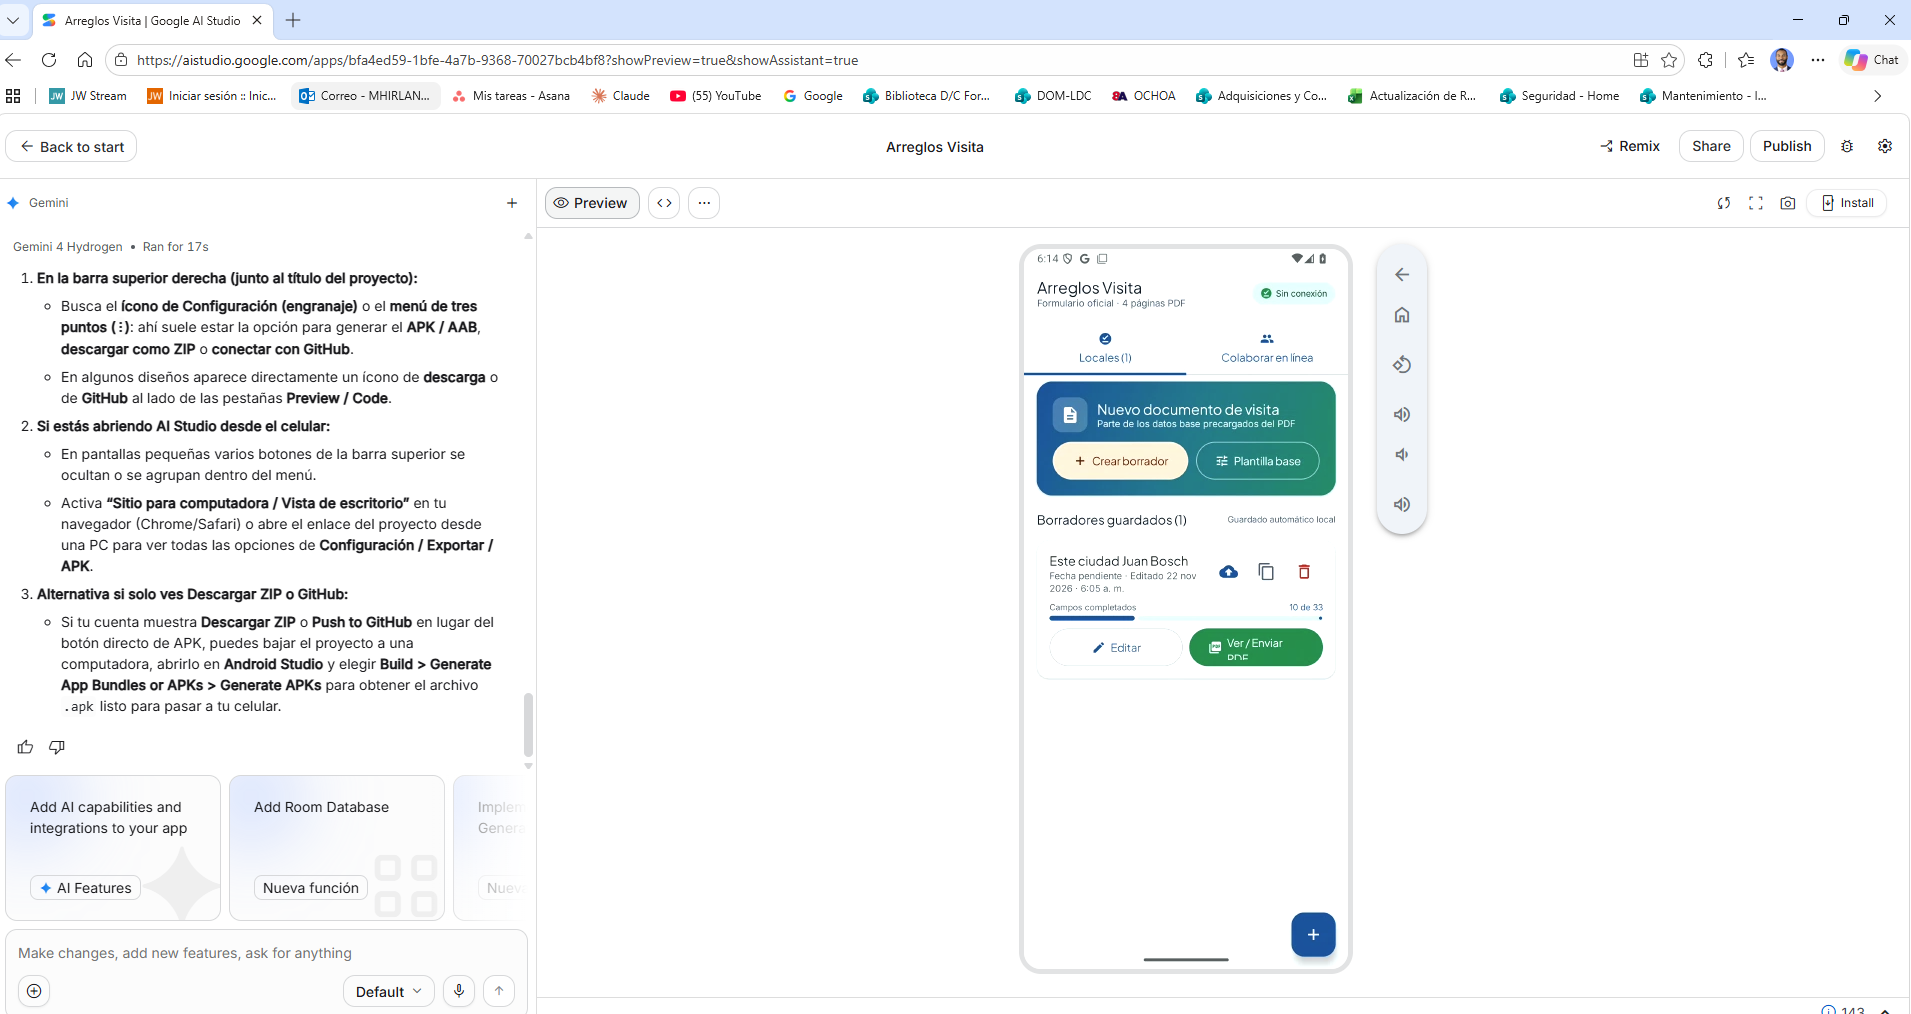 Arreglos Visita | Google AI Studio
https://aistudio.google.com/apps/bfa4ed59-1bfe-4a7b-9368-70027bcb4bf8?showPreview=true&showAssistant=true
Chat
JW Stream
Iniciar sesión :: Inic...
Correo - MHIRLAN...
Mis tareas - Asana
Claude
(55) YouTube
Google
Biblioteca D/C For...
DOM-LDC
OCHOA
Adquisiciones y Co...
Actualización de R...
Seguridad - Home
Mantenimiento - I...
Back to start
Arreglos Visita
Remix
Share
Publish
Gemini
Preview
Install
Gemini 4 Hydrogen • Ran for 17s
1. En la barra superior derecha (junto al título del proyecto):
Busca el ícono de Configuración (engranaje) o el menú de tres
puntos (⋮): ahí suele estar la opción para generar el APK / AAB,
descargar como ZIP o conectar con GitHub.
En algunos diseños aparece directamente un ícono de descarga o
de GitHub al lado de las pestañas Preview / Code.
2. Si estás abriendo AI Studio desde el celular:
En pantallas pequeñas varios botones de la barra superior se
ocultan o se agrupan dentro del menú.
Activa “Sitio para computadora / Vista de escritorio” en tu
navegador (Chrome/Safari) o abre el enlace del proyecto desde
una PC para ver todas las opciones de Configuración / Exportar /
APK.
3. Alternativa si solo ves Descargar ZIP o GitHub:
Si tu cuenta muestra Descargar ZIP o Push to GitHub en lugar del
botón directo de APK, puedes bajar el proyecto a una
computadora, abrirlo en Android Studio y elegir Build > Generate
App Bundles or APKs > Generate APKs para obtener el archivo
.apk listo para pasar a tu celular.
Add AI capabilities and
integrations to your app
AI Features
Add Room Database
Nueva función
Implem
Genera
Nuev
Make changes, add new features, ask for anything
Default
6:14
Arreglos Visita
Formulario oficial · 4 páginas PDF
Sin conexión
Locales (1)
Colaborar en línea
Nuevo documento de visita
Parte de los datos base precargados del PDF
+ Crear borrador
Plantilla base
Borradores guardados (1)
Guardado automático local
Este ciudad Juan Bosch
Fecha pendiente · Editado 22 nov
2026 · 6:05 a. m.
Campos completados
10 de 33
Editar
Ver / Enviar
PDF
143